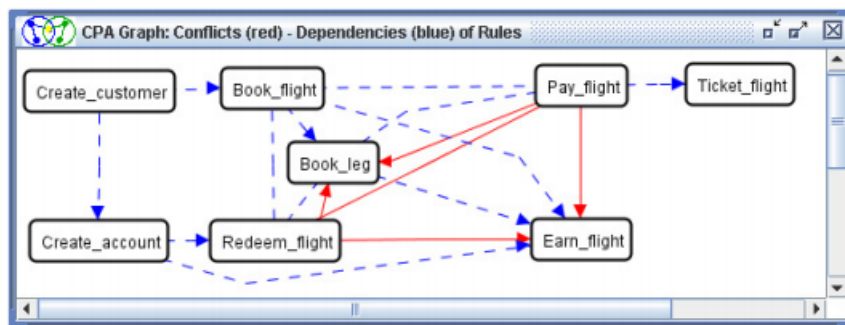 CPA Graph: Conflicts (red) - Dependencies (blue) of Rules
Create_customer
Book_flight
Pay_flight
Ticket_flight
Book_leg
Create_account
Redeem_flight
Earn_flight